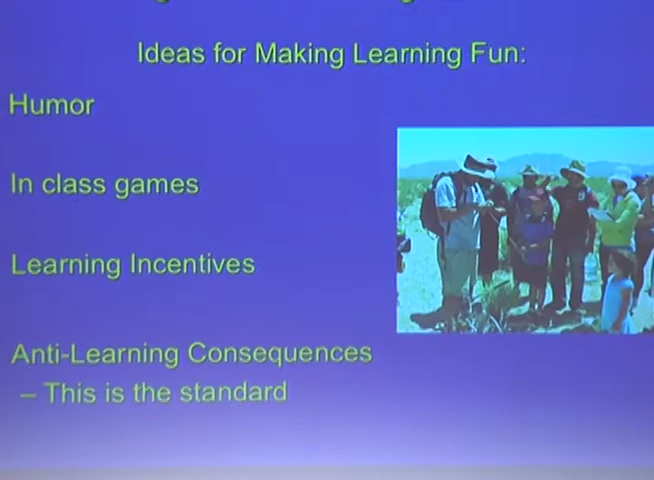 Ideas for Making Learning Fun:
Humor
In class games
Learning Incentives
Anti-Learning Consequences
– This is the standard